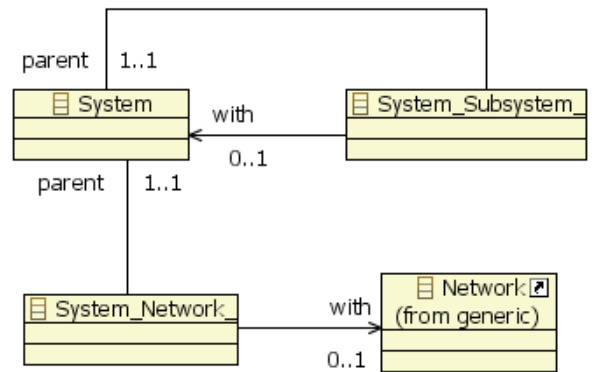 parent 1..1
System
System_Subsystem_
with
0..1
parent 1..1
System_Network_
with
0..1
Network
(from generic)